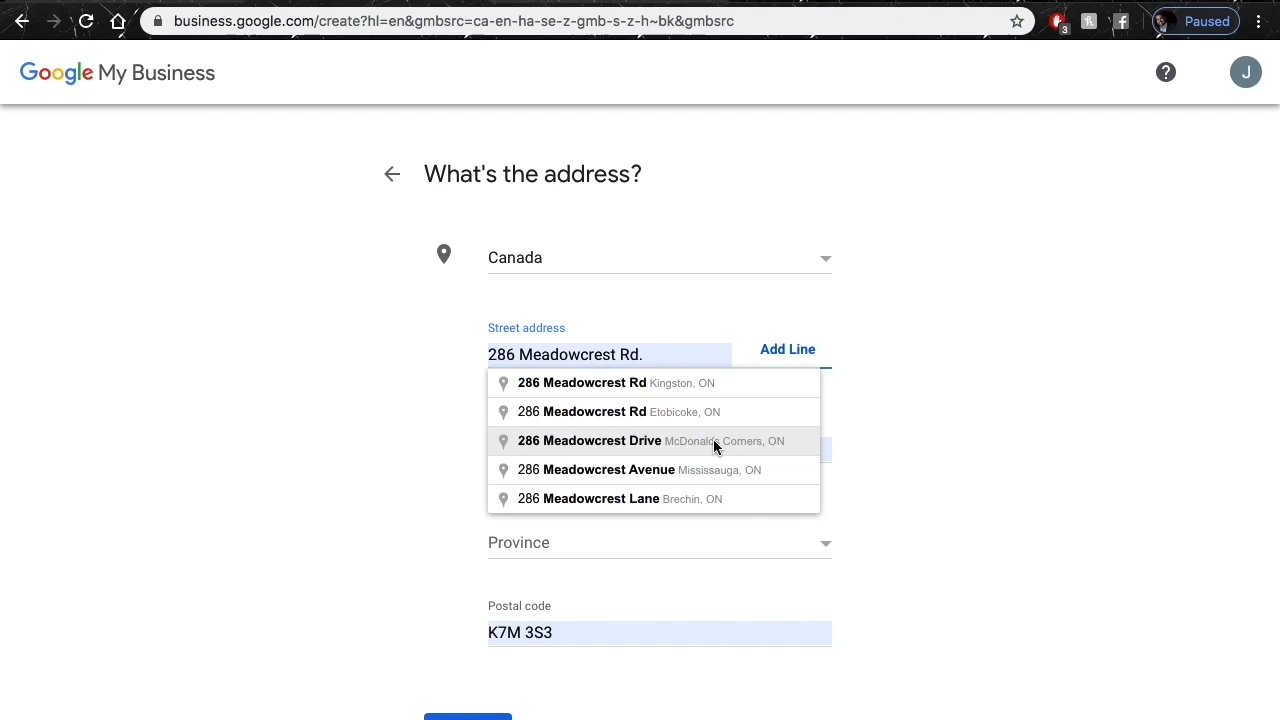 business.google.com/create?hl=en&gmbsrc=ca-en-ha-se-z-gmb-s-z-h~bk&gmbsrc
3
Paused
Google My Business
J
What's the address?
Canada
Street address
286 Meadowcrest Rd.
Add Line
286 Meadowcrest Rd Kingston, ON
286 Meadowcrest Rd Etobicoke, ON
286 Meadowcrest Drive McDonalds Corners, ON
286 Meadowcrest Avenue Mississauga, ON
286 Meadowcrest Lane Brechin, ON
Province
Postal code
K7M 3S3